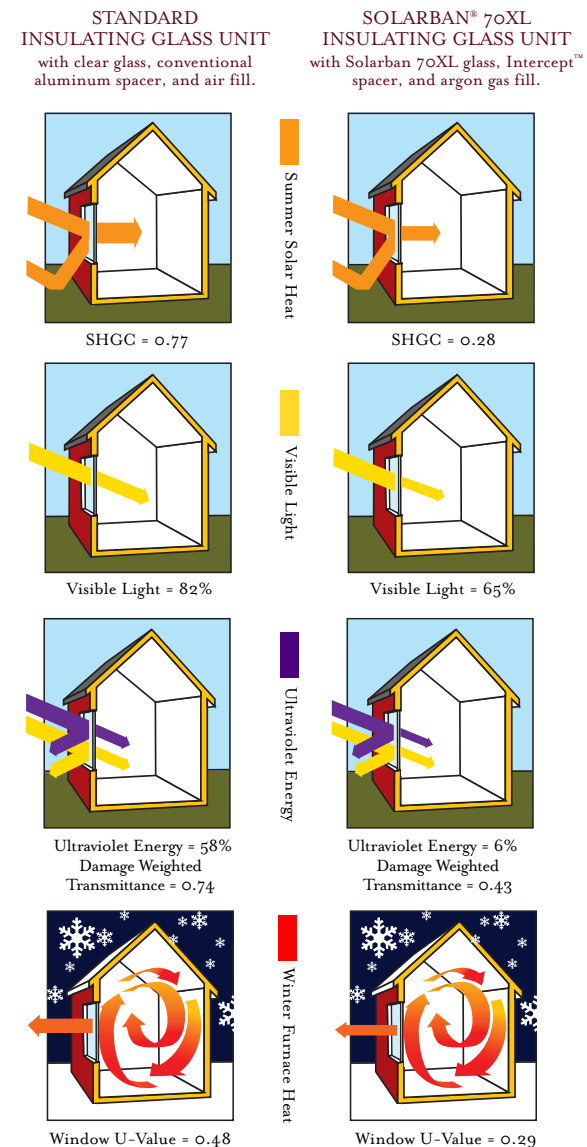 STANDARD
INSULATING GLASS UNIT
with clear glass, conventional
aluminum spacer, and air fill.
SOLARBAN® 70XL
INSULATING GLASS UNIT
with Solarban 70XL glass, Intercept™
spacer, and argon gas fill.
Summer Solar Heat
SHGC = 0.77
SHGC = 0.28
Visible Light
Visible Light = 82%
Visible Light = 65%
Ultraviolet Energy
Ultraviolet Energy = 58%
Damage Weighted
Transmittance = 0.74
Ultraviolet Energy = 6%
Damage Weighted
Transmittance = 0.43
Winter Furnace Heat
Window U-Value = 0.48
Window U-Value = 0.29